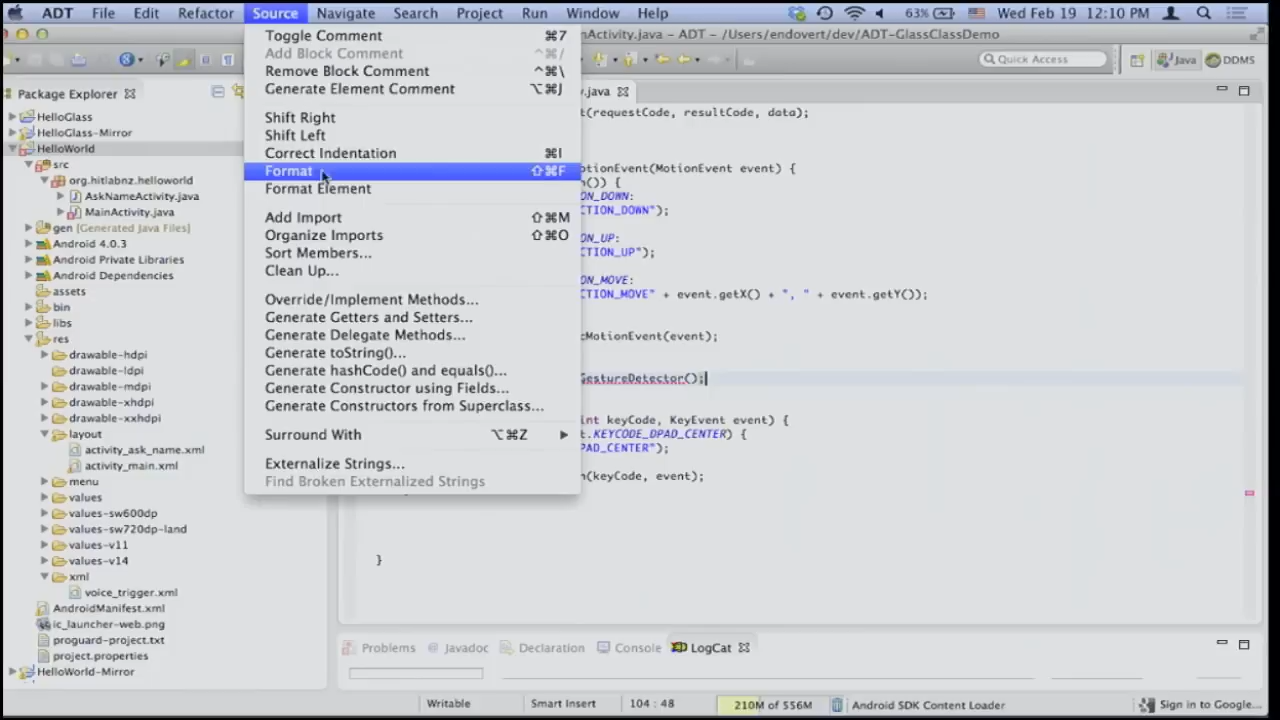 ADT File Edit Refactor Source Navigate Search Project Run Window Help 63% Wed Feb 19 12:10 PM
nActivity.java – ADT – /Users/endovert/dev/ADT-GlassClassDemo
Quick Access Java DDMS
Package Explorer
y.java
Toggle Comment ⌘7
Add Block Comment ^⌘/
Remove Block Comment ^⌘\
Generate Element Comment ⌥⌘J
Shift Right
Shift Left
Correct Indentation ⌘I
Format ⇧⌘F
Format Element
Add Import ⇧⌘M
Organize Imports ⇧⌘O
Sort Members...
Clean Up...
Override/Implement Methods...
Generate Getters and Setters...
Generate Delegate Methods...
Generate toString()...
Generate hashCode() and equals()...
Generate Constructor using Fields...
Generate Constructors from Superclass...
Surround With ⌥⌘Z
Externalize Strings...
Find Broken Externalized Strings
HelloGlass
HelloGlass-Mirror
HelloWorld
src
org.hitlabnz.helloworld
AskNameActivity.java
MainActivity.java
gen [Generated Java Files]
Android 4.0.3
Android Private Libraries
Android Dependencies
assets
bin
libs
res
drawable-hdpi
drawable-ldpi
drawable-mdpi
drawable-xhdpi
drawable-xxhdpi
layout
activity_ask_name.xml
activity_main.xml
menu
values
values-sw600dp
values-sw720dp-land
values-v11
values-v14
xml
voice_trigger.xml
AndroidManifest.xml
ic_launcher-web.png
proguard-project.txt
project.properties
HelloWorld-Mirror
t(requestCode, resultCode, data);
otionEvent(MotionEvent event) {
n()) {
ON_DOWN:
CTION_DOWN");
ON_UP:
CTION_UP");
ON_MOVE:
CTION_MOVE" + event.getX() + ", " + event.getY());
cMotionEvent(event);
GestureDetector();
int keyCode, KeyEvent event) {
t.KEYCODE_DPAD_CENTER) {
PAD_CENTER");
n(keyCode, event);
}
Problems Javadoc Declaration Console LogCat
Writable Smart Insert 104 : 48 210M of 556M Android SDK Content Loader Sign in to Google...